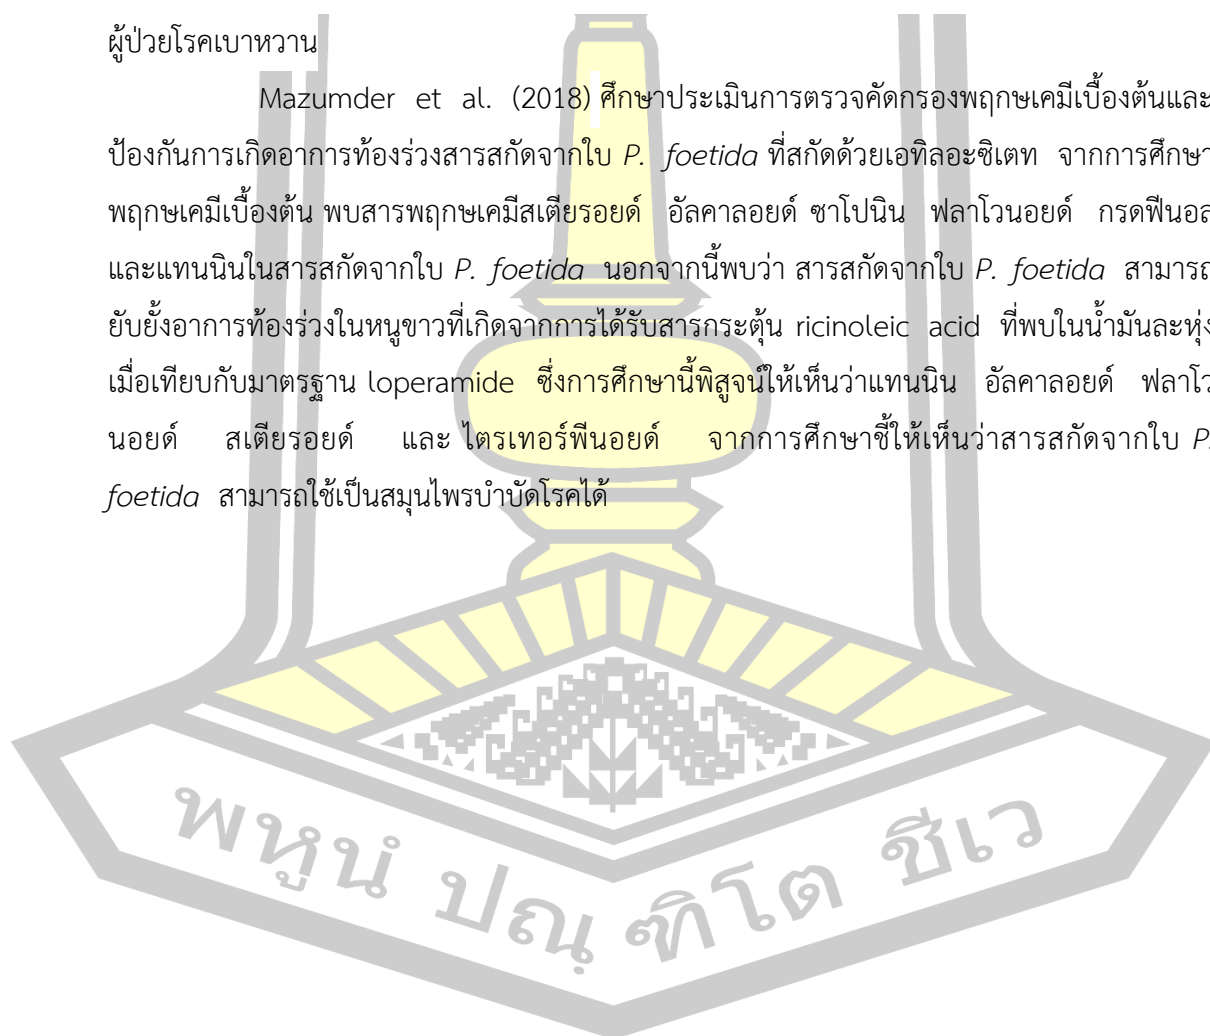 ผู้ป่วยโรคเบาหวาน
Mazumder et al. (2018) ศึกษาประเมินการตรวจคัดกรองพฤกษเคมีเบื้องต้นและ
ป้องกันการเกิดอาการท้องร่วงสารสกัดจากใบ P. foetida ที่สกัดด้วยเอทิลอะซิเตท จากการศึกษา
พฤกษเคมีเบื้องต้น พบสารพฤกษเคมีสเตียรอยด์ อัลคาลอยด์ ซาโปนิน ฟลาโวนอยด์ กรดฟีนอล
และแทนนินในสารสกัดจากใบ P. foetida นอกจากนี้พบว่า สารสกัดจากใบ P. foetida สามารถ
ยับยั้งอาการท้องร่วงในหนูขาวที่เกิดจากการได้รับสารกระตุ้น ricinoleic acid ที่พบในน้ำมันละหุ่ง
เมื่อเทียบกับมาตรฐาน loperamide ซึ่งการศึกษานี้พิสูจน์ให้เห็นว่าแทนนิน อัลคาลอยด์ ฟลาโว
นอยด์ สเตียรอยด์ และ ไตรเทอร์พีนอยด์ จากการศึกษาชี้ให้เห็นว่าสารสกัดจากใบ P.
foetida สามารถใช้เป็นสมุนไพรบำบัดโรคได้
พหูนํ ปณฺฑิโต ชีเว